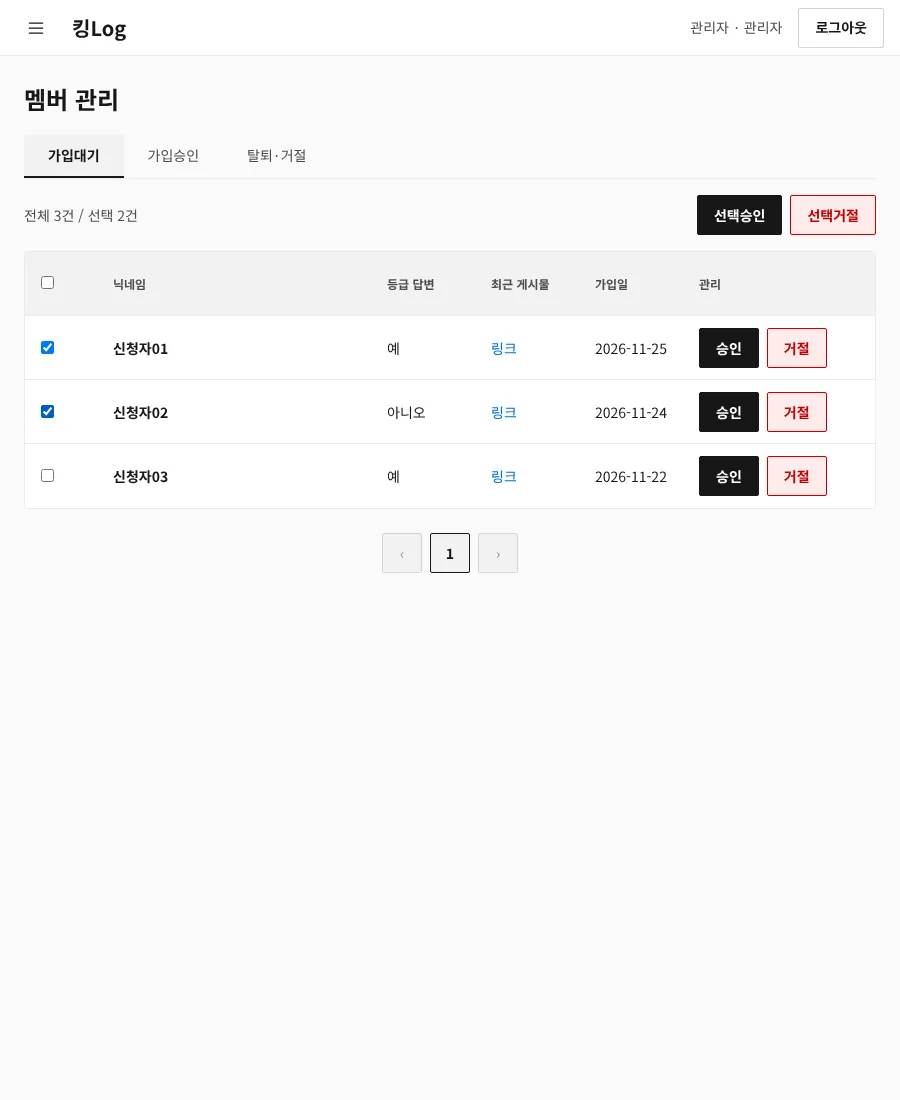 킹Log
관리자 · 관리자
로그아웃
멤버 관리
가입대기 가입승인 탈퇴·거절
전체 3건 / 선택 2건
선택승인 선택거절
닉네임 등급 답변 최근 게시물 가입일 관리
신청자01 예 링크 2026-11-25 승인 거절
신청자02 아니오 링크 2026-11-24 승인 거절
신청자03 예 링크 2026-11-22 승인 거절
‹ 1 ›